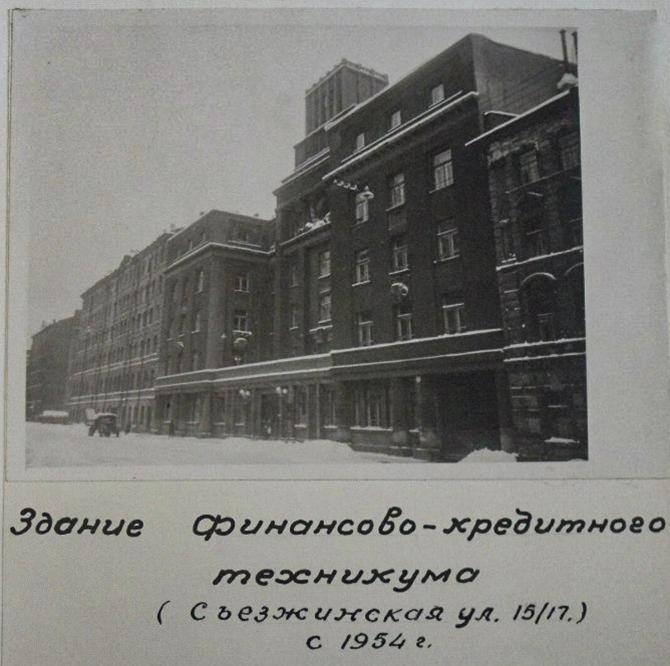 Здание финансово-кредитного
техникума
(Съезжинская ул. 15/17.)
с 1954 г.